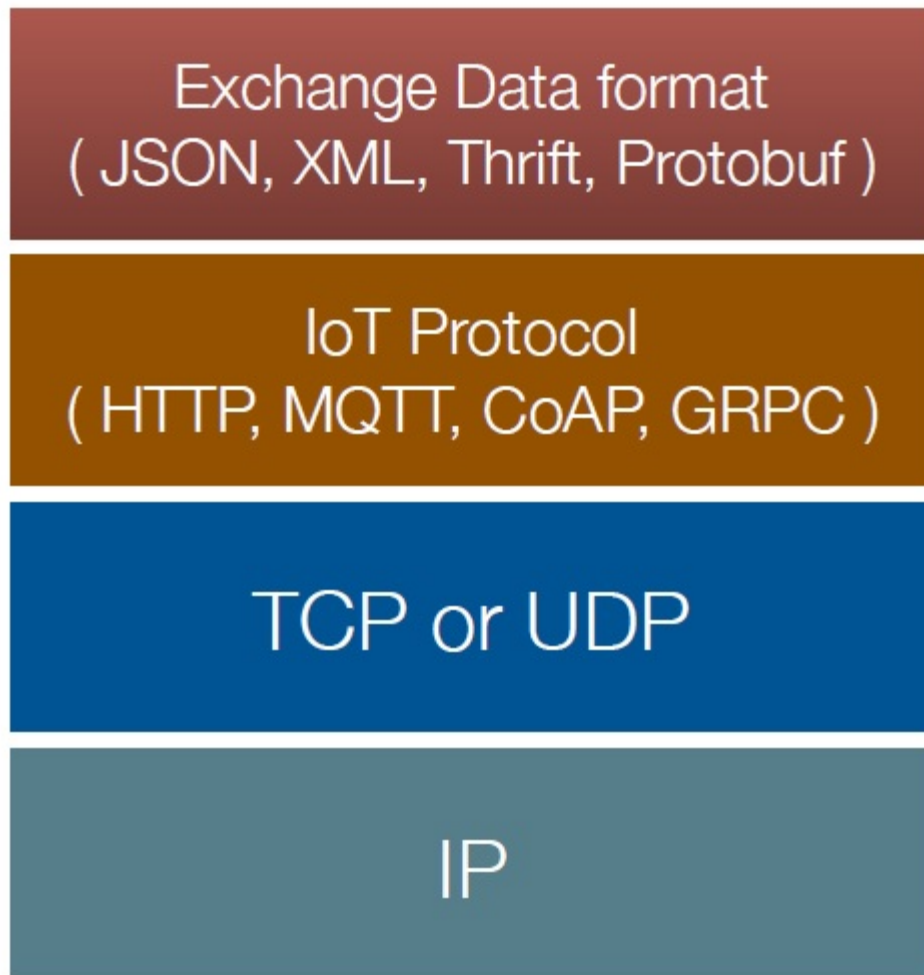 Exchange Data format
( JSON, XML, Thrift, Protobuf )
IoT Protocol
( HTTP, MQTT, CoAP, GRPC )
TCP or UDP
IP